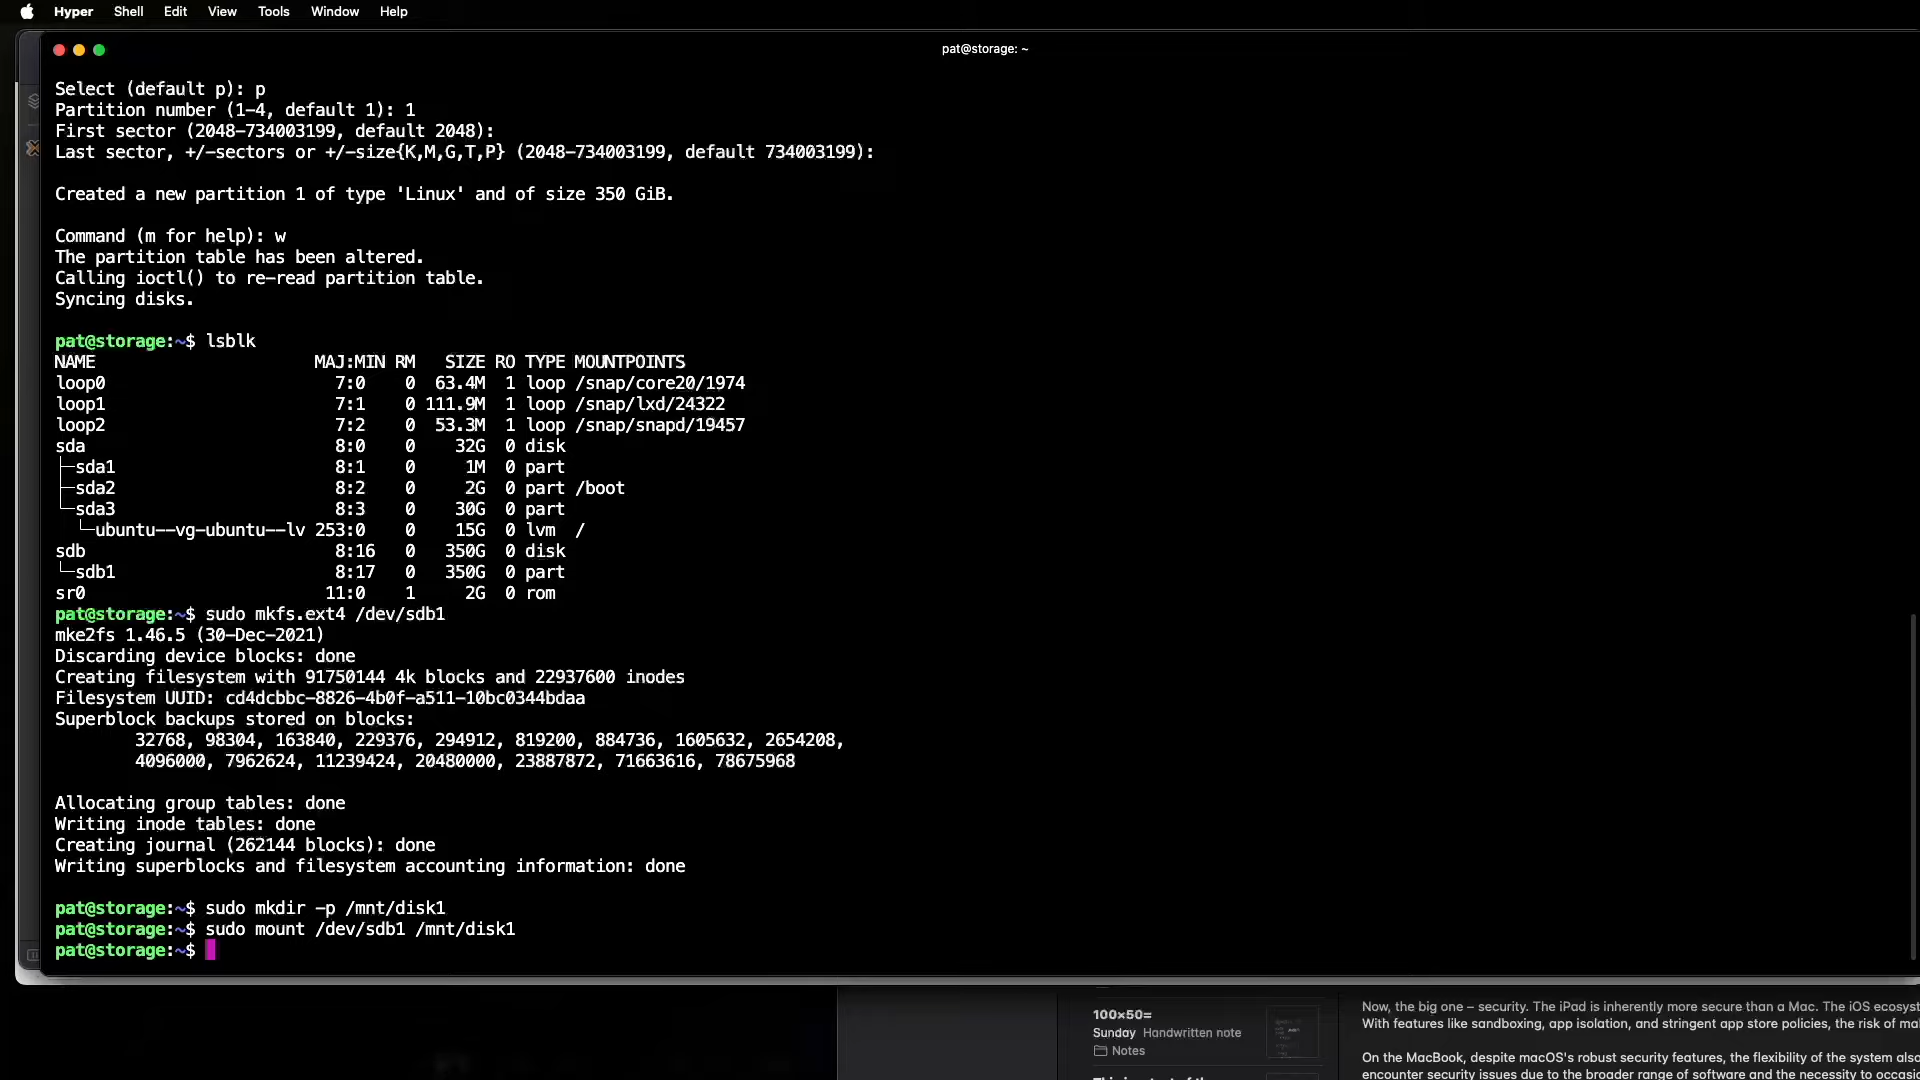 Hyper Shell Edit View Tools Window Help
pat@storage: ~
Select (default p): p
Partition number (1-4, default 1): 1
First sector (2048-734003199, default 2048):
Last sector, +/-sectors or +/-size{K,M,G,T,P} (2048-734003199, default 734003199):
Created a new partition 1 of type 'Linux' and of size 350 GiB.
Command (m for help): w
The partition table has been altered.
Calling ioctl() to re-read partition table.
Syncing disks.
pat@storage:~$ lsblk
NAME MAJ:MIN RM SIZE RO TYPE MOUNTPOINTS
loop0 7:0 0 63.4M 1 loop /snap/core20/1974
loop1 7:1 0 111.9M 1 loop /snap/lxd/24322
loop2 7:2 0 53.3M 1 loop /snap/snapd/19457
sda 8:0 0 32G 0 disk
├─sda1 8:1 0 1M 0 part
├─sda2 8:2 0 2G 0 part /boot
└─sda3 8:3 0 30G 0 part
└─ubuntu--vg-ubuntu--lv 253:0 0 15G 0 lvm /
sdb 8:16 0 350G 0 disk
└─sdb1 8:17 0 350G 0 part
sr0 11:0 1 2G 0 rom
pat@storage:~$ sudo mkfs.ext4 /dev/sdb1
mke2fs 1.46.5 (30-Dec-2021)
Discarding device blocks: done
Creating filesystem with 91750144 4k blocks and 22937600 inodes
Filesystem UUID: cd4dcbbc-8826-4b0f-a511-10bc0344bdaa
Superblock backups stored on blocks:
32768, 98304, 163840, 229376, 294912, 819200, 884736, 1605632, 2654208,
4096000, 7962624, 11239424, 20480000, 23887872, 71663616, 78675968
Allocating group tables: done
Writing inode tables: done
Creating journal (262144 blocks): done
Writing superblocks and filesystem accounting information: done
pat@storage:~$ sudo mkdir -p /mnt/disk1
pat@storage:~$ sudo mount /dev/sdb1 /mnt/disk1
pat@storage:~$
100×50=
Sunday Handwritten note
Notes
Now, the big one – security. The iPad is inherently more secure than a Mac. The iOS ecosyst
With features like sandboxing, app isolation, and stringent app store policies, the risk of ma
On the MacBook, despite macOS's robust security features, the flexibility of the system also
encounter security issues due to the broader range of software and the necessity to occasio